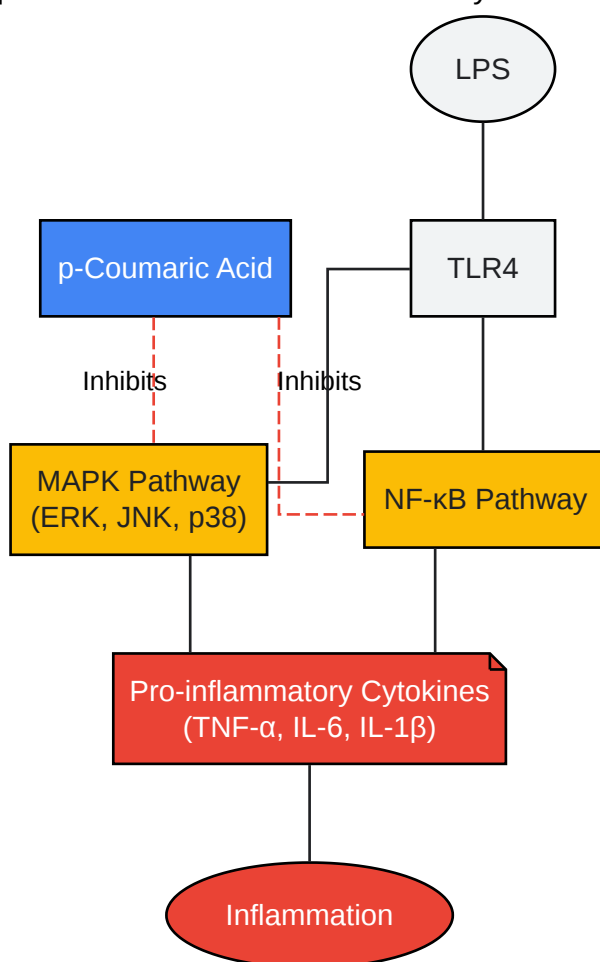 LPS
p-Coumaric Acid
TLR4
Inhibits
Inhibits
MAPK Pathway
(ERK, JNK, p38)
NF-κB Pathway
Pro-inflammatory Cytokines
(TNF-α, IL-6, IL-1β)
Inflammation